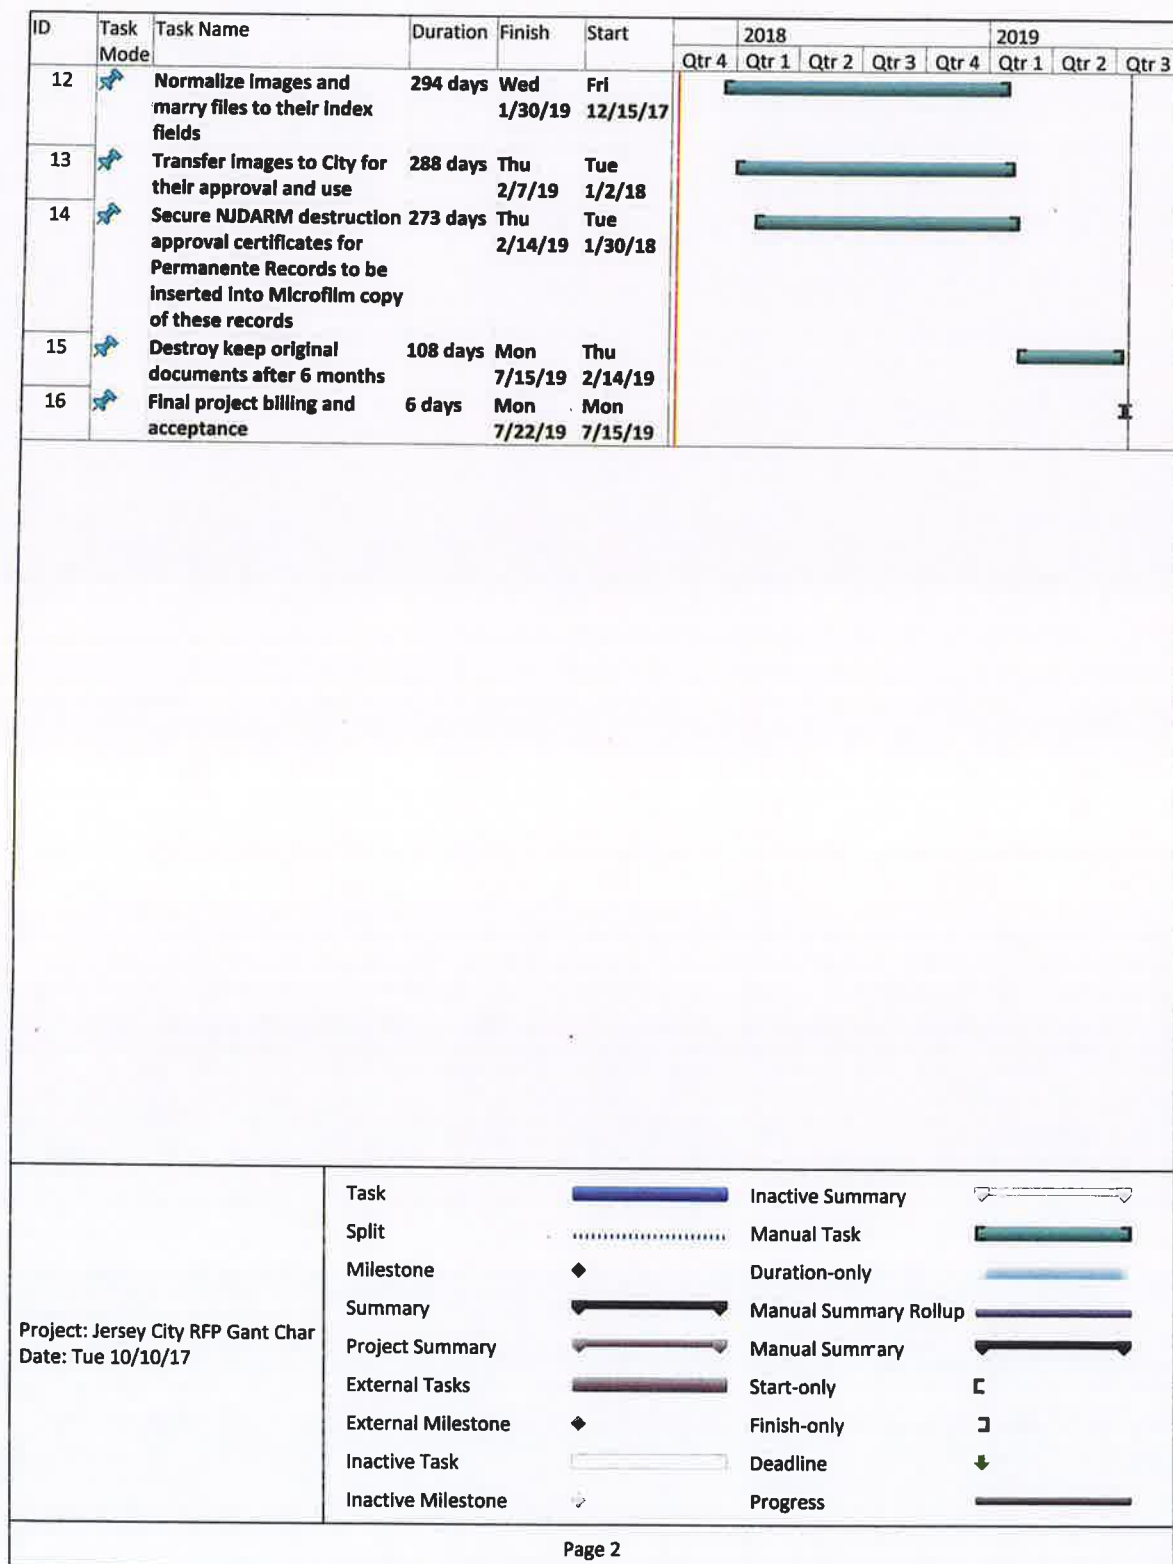 ID Task Mode Task Name Duration Finish Start 2018 2019
Qtr 4 Qtr 1 Qtr 2 Qtr 3 Qtr 4 Qtr 1 Qtr 2 Qtr 3
12 Normalize images and 294 days Wed Fri
marry files to their index 1/30/19 12/15/17
fields
13 Transfer images to City for 288 days Thu Tue
their approval and use 2/7/19 1/2/18
14 Secure NJDARM destruction 273 days Thu Tue
approval certificates for 2/14/19 1/30/18
Permanente Records to be
inserted into Microfilm copy
of these records
15 Destroy keep original 108 days Mon Thu
documents after 6 months 7/15/19 2/14/19
16 Final project billing and 6 days Mon Mon
acceptance 7/22/19 7/15/19
Project: Jersey City RFP Gant Char
Date: Tue 10/10/17
Task
Split
Milestone
Summary
Project Summary
External Tasks
External Milestone
Inactive Task
Inactive Milestone
Inactive Summary
Manual Task
Duration-only
Manual Summary Rollup
Manual Summary
Start-only
Finish-only
Deadline
Progress
Page 2